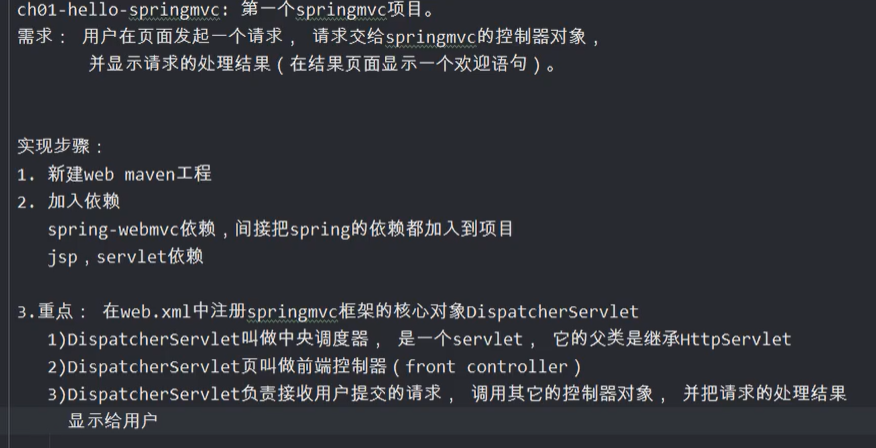 ch01-hello-springmvc: 第一个springmvc项目。
需求： 用户在页面发起一个请求， 请求交给springmvc的控制器对象，
并显示请求的处理结果（在结果页面显示一个欢迎语句）。
实现步骤：
1. 新建web maven工程
2. 加入依赖
spring-webmvc依赖，间接把spring的依赖都加入到项目
jsp，servlet依赖
3.重点： 在web.xml中注册springmvc框架的核心对象DispatcherServlet
1)DispatcherServlet叫做中央调度器， 是一个servlet， 它的父类是继承HttpServlet
2)DispatcherServlet页叫做前端控制器（front controller）
3)DispatcherServlet负责接收用户提交的请求， 调用其它的控制器对象， 并把请求的处理结果
显示给用户